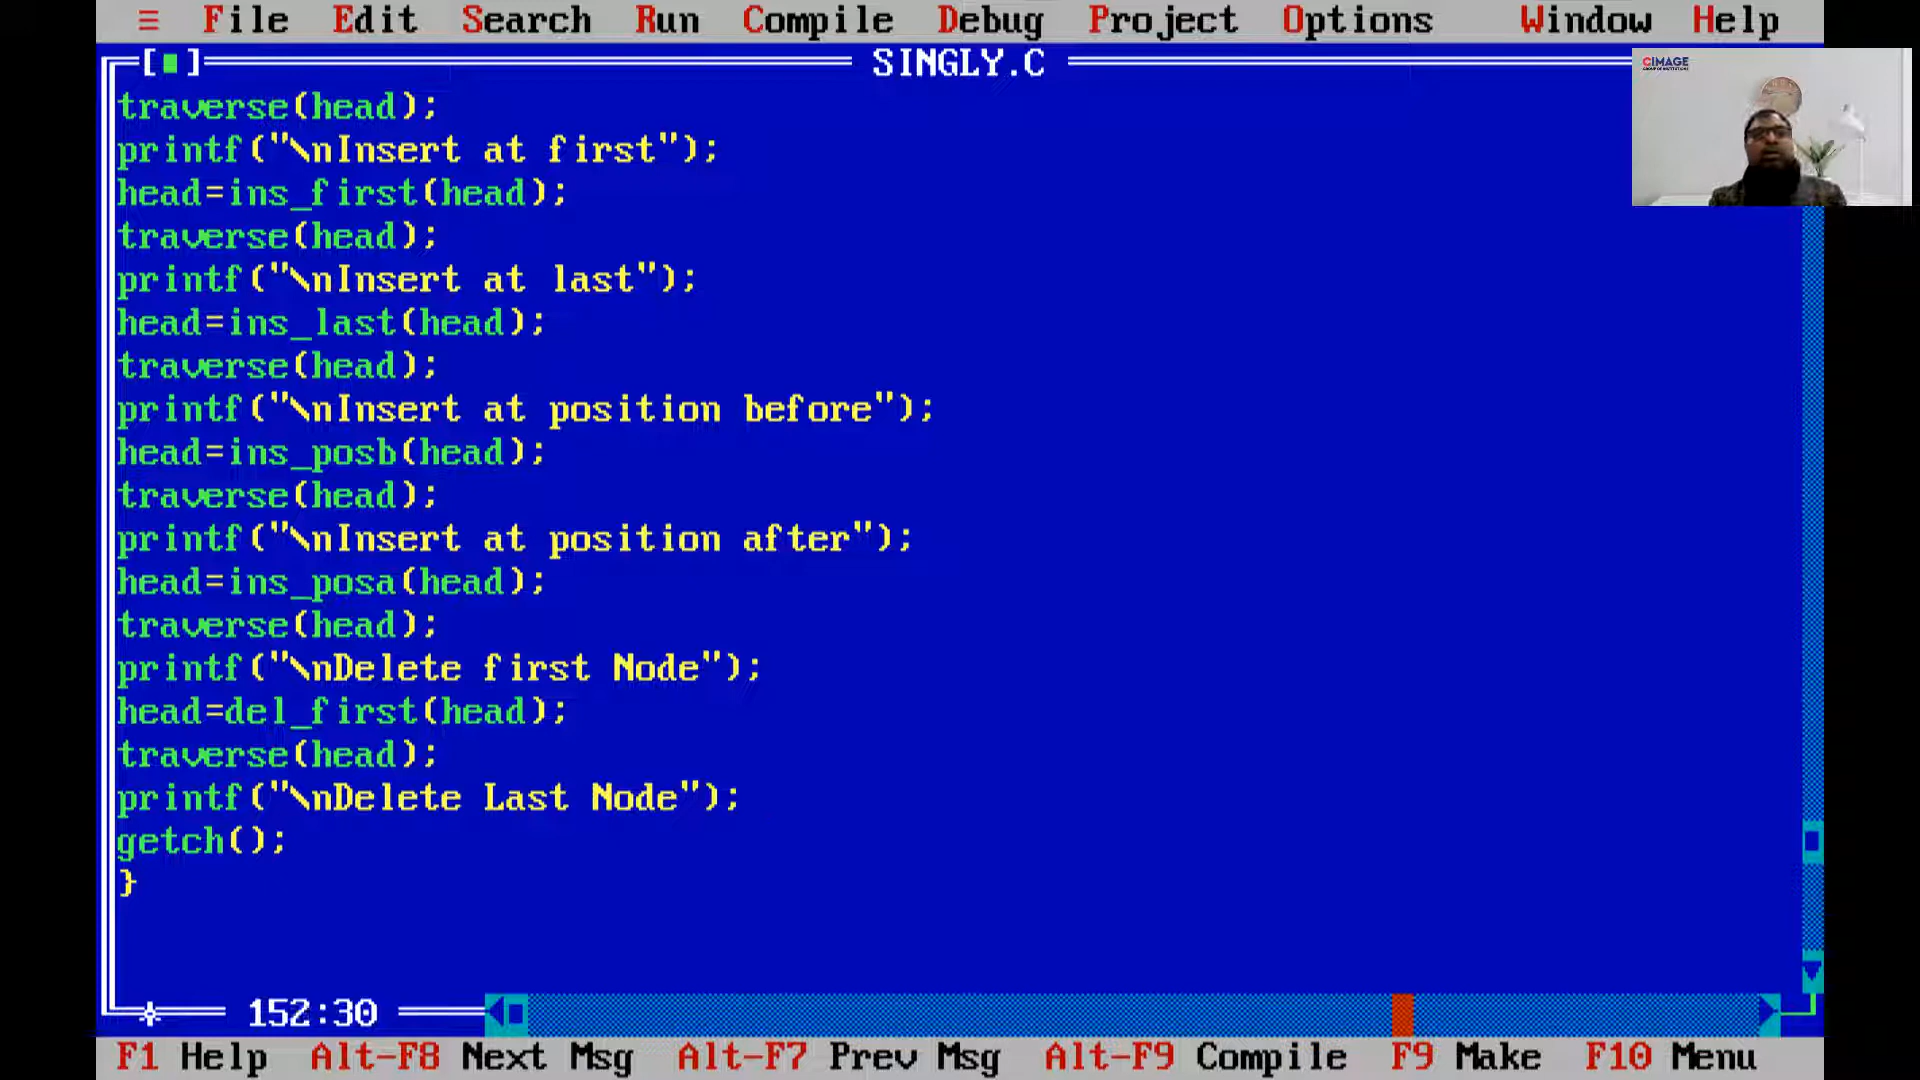 ≡ File Edit Search Run Compile Debug Project Options Window Help
[■] SINGLY.C
CIMAGE
GROUP OF INSTITUTIONS
traverse(head);
printf("\nInsert at first");
head=ins_first(head);
traverse(head);
printf("\nInsert at last");
head=ins_last(head);
traverse(head);
printf("\nInsert at position before");
head=ins_posb(head);
traverse(head);
printf("\nInsert at position after");
head=ins_posa(head);
traverse(head);
printf("\nDelete first Node");
head=del_first(head);
traverse(head);
printf("\nDelete Last Node");
getch();
}
152:30
F1 Help Alt-F8 Next Msg Alt-F7 Prev Msg Alt-F9 Compile F9 Make F10 Menu